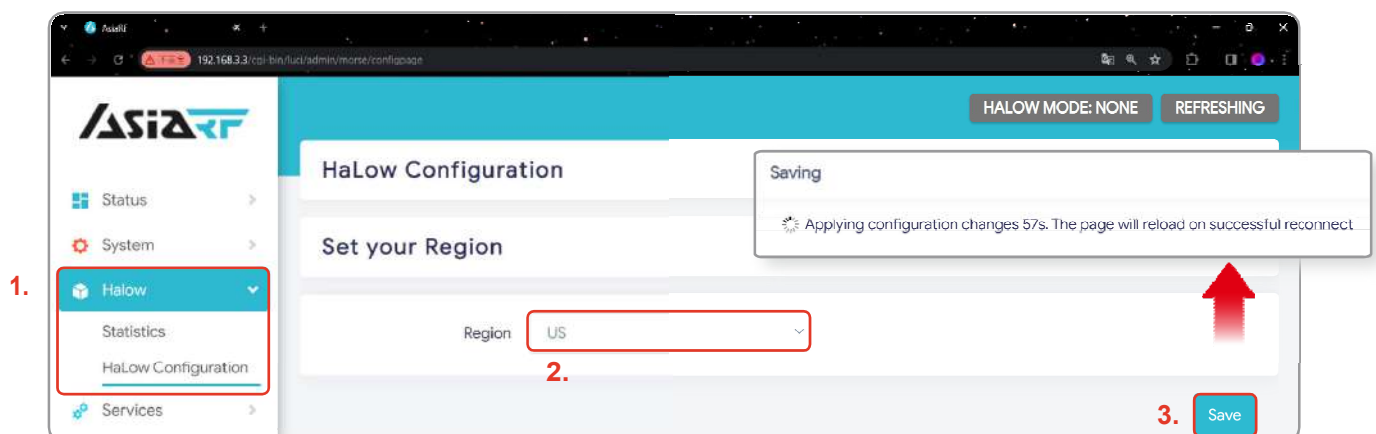 AsiaRF
192.168.3.3/cgi-bin/luci/admin/morse/configpage
AsiaRF
HALOW MODE: NONE
REFRESHING
HaLow Configuration
Saving
Applying configuration changes 57s. The page will reload on successful reconnect
Status
System
Set your Region
1.
Halow
Statistics
HaLow Configuration
Region
US
2.
Services
3.
Save